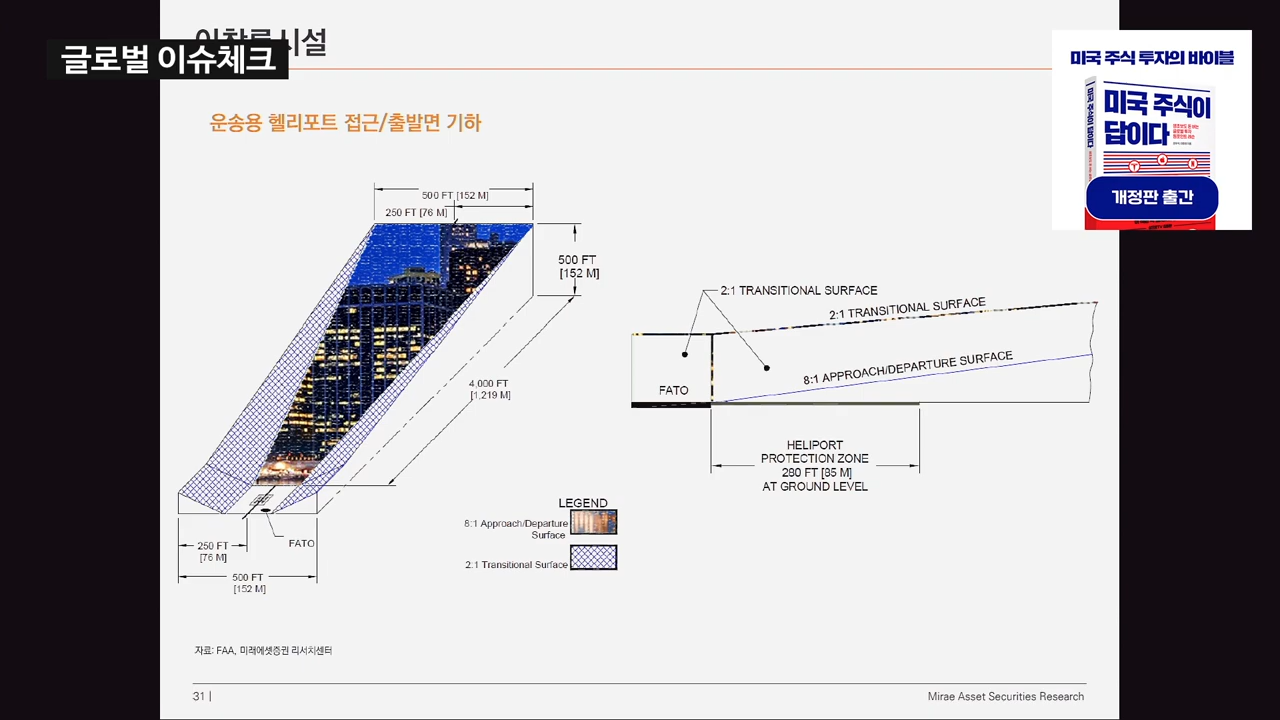 글로벌 이슈체크
시설
미국 주식 투자의 바이블
미국 주식이
답이다
개정판 출간
운송용 헬리포트 접근/출발면 기하
500 FT [152 M]
250 FT [76 M]
500 FT
[152 M]
4,000 FT
[1,219 M]
FATO
250 FT
[76 M]
500 FT
[152 M]
LEGEND
8:1 Approach/Departure
Surface
2:1 Transitional Surface
2:1 TRANSITIONAL SURFACE
2:1 TRANSITIONAL SURFACE
8:1 APPROACH/DEPARTURE SURFACE
FATO
HELIPORT
PROTECTION ZONE
280 FT [85 M]
AT GROUND LEVEL
자료: FAA, 미래에셋증권 리서치센터
31 |
Mirae Asset Securities Research